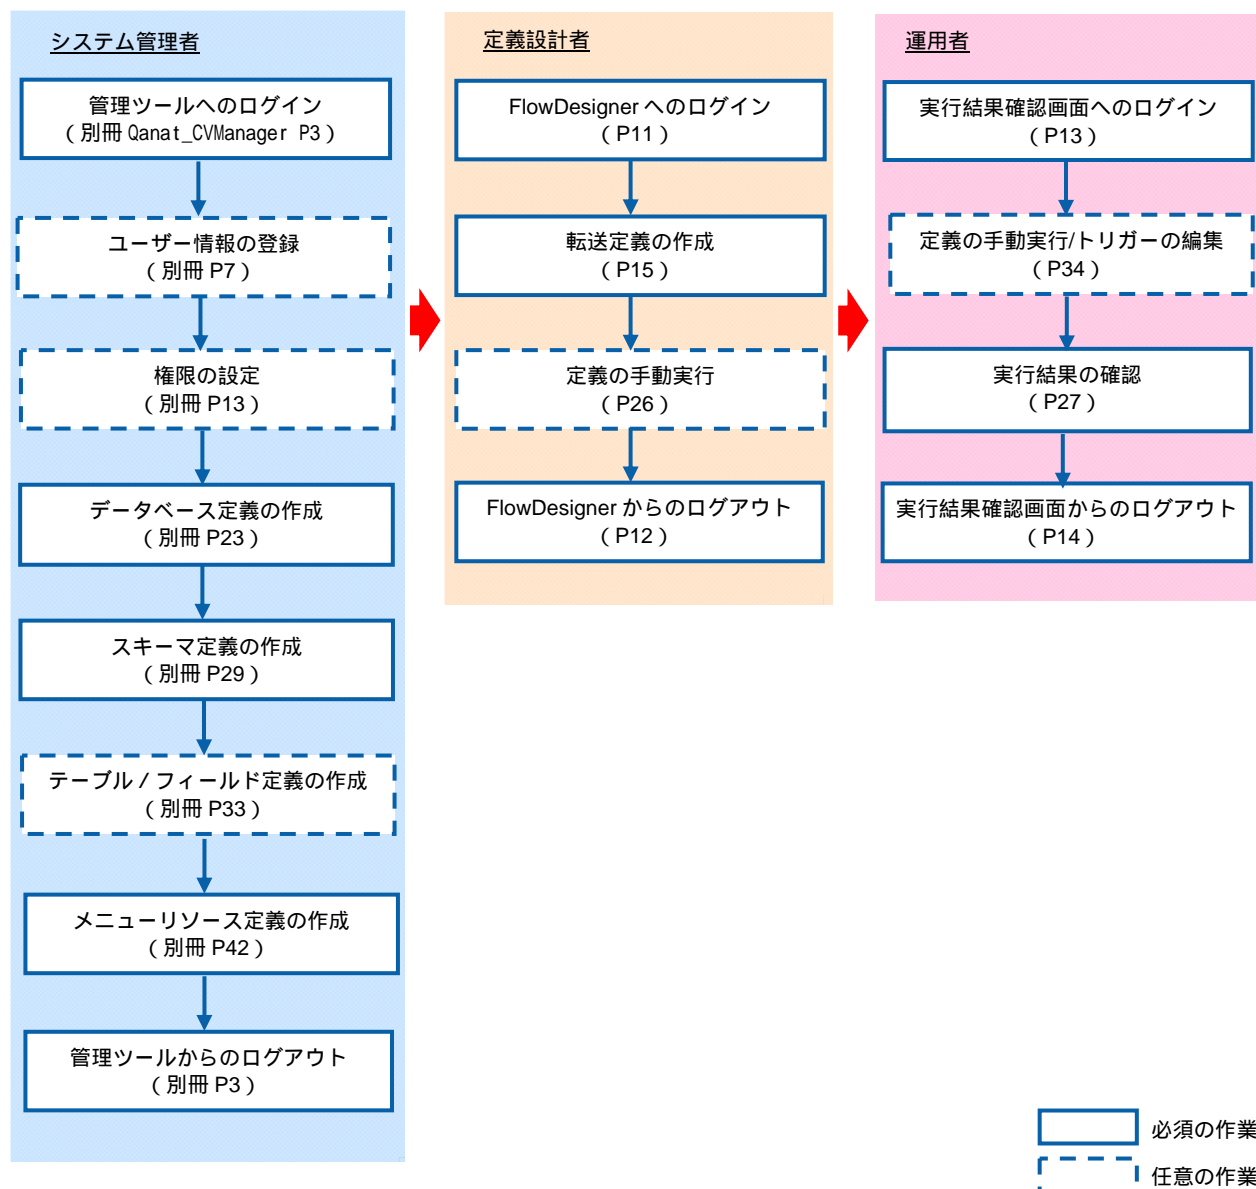 システム管理者
管理ツールへのログイン
（別冊 Qanat_CVManager P3）
ユーザー情報の登録
（別冊 P7）
権限の設定
（別冊 P13）
データベース定義の作成
（別冊 P23）
スキーマ定義の作成
（別冊 P29）
テーブル / フィールド定義の作成
（別冊 P33）
メニューリソース定義の作成
（別冊 P42）
管理ツールからのログアウト
（別冊 P3）
定義設計者
FlowDesigner へのログイン
（P11）
転送定義の作成
（P15）
定義の手動実行
（P26）
FlowDesigner からのログアウト
（P12）
運用者
実行結果確認画面へのログイン
（P13）
定義の手動実行/トリガーの編集
（P34）
実行結果の確認
（P27）
実行結果確認画面からのログアウト
（P14）
必須の作業
任意の作業